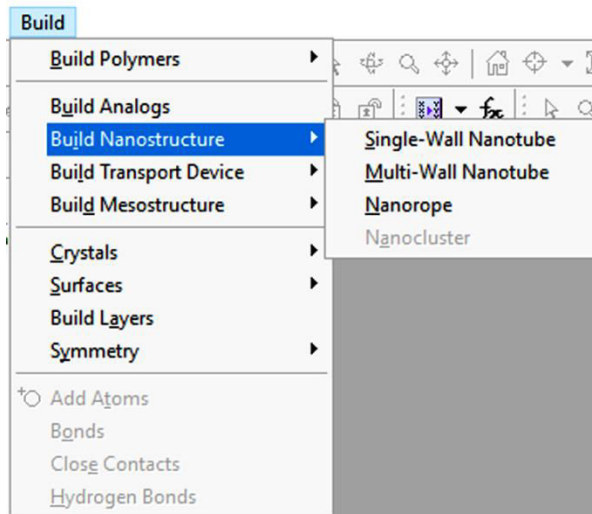 Build
Build Polymers
Build Analogs
Build Nanostructure
Single-Wall Nanotube
Build Transport Device
Multi-Wall Nanotube
Build Mesostructure
Nanorope
Nanocluster
Crystals
Surfaces
Build Layers
Symmetry
Add Atoms
Bonds
Close Contacts
Hydrogen Bonds